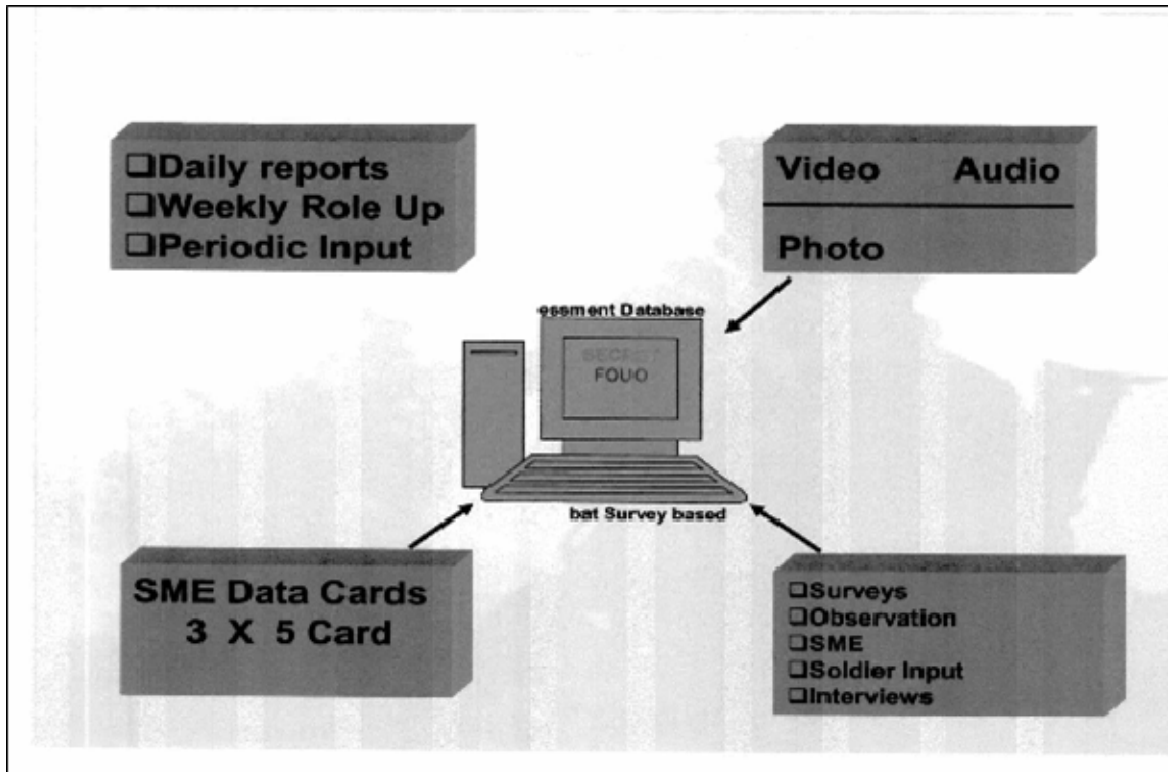 ❑Daily reports
❑Weekly Role Up
❑Periodic Input
Video Audio
Photo
essment Database
SECRET
FOUO
bat Survey based
SME Data Cards
3 X 5 Card
❑Surveys
❑Observation
❑SME
❑Soldier Input
❑Interviews